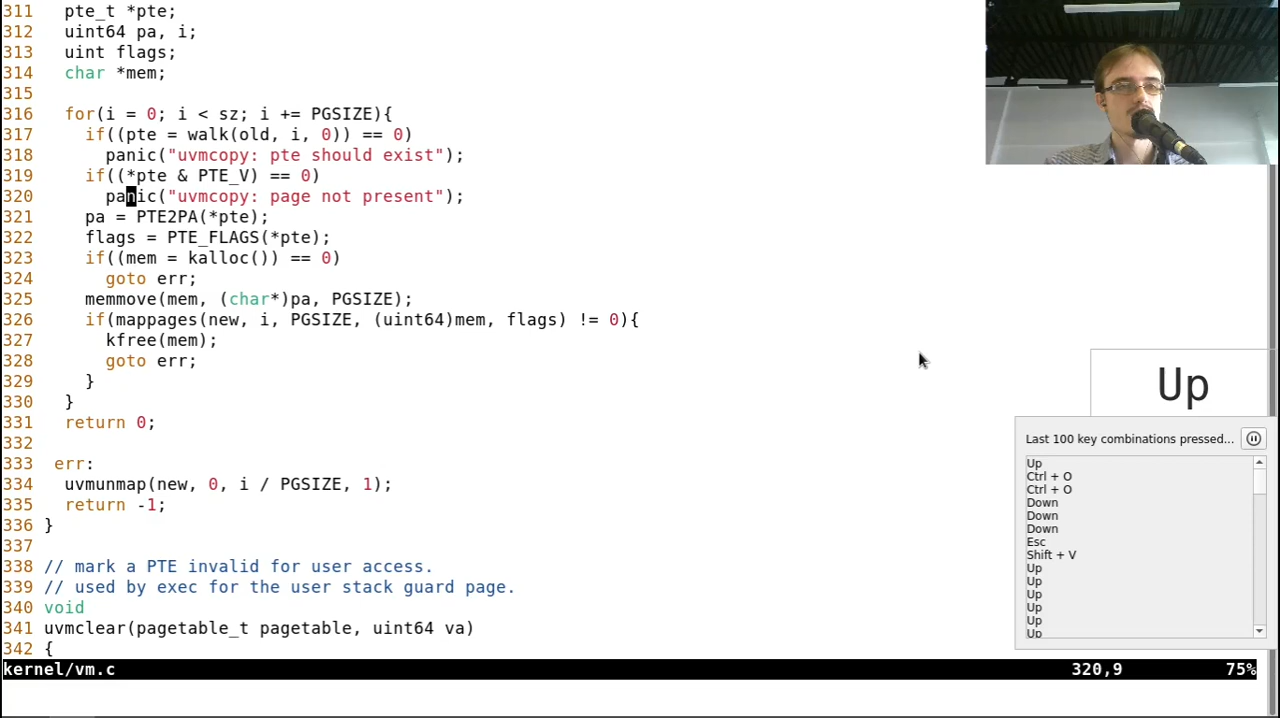 311   pte_t *pte;
312   uint64 pa, i;
313   uint flags;
314   char *mem;
315
316   for(i = 0; i < sz; i += PGSIZE){
317     if((pte = walk(old, i, 0)) == 0)
318       panic("uvmcopy: pte should exist");
319     if((*pte & PTE_V) == 0)
320       panic("uvmcopy: page not present");
321     pa = PTE2PA(*pte);
322     flags = PTE_FLAGS(*pte);
323     if((mem = kalloc()) == 0)
324       goto err;
325     memmove(mem, (char*)pa, PGSIZE);
326     if(mappages(new, i, PGSIZE, (uint64)mem, flags) != 0){
327       kfree(mem);
328       goto err;
329     }
330   }
331   return 0;
332
333  err:
334   uvmunmap(new, 0, i / PGSIZE, 1);
335   return -1;
336 }
337
338 // mark a PTE invalid for user access.
339 // used by exec for the user stack guard page.
340 void
341 uvmclear(pagetable_t pagetable, uint64 va)
342 {
kernel/vm.c 320,9 75%
Up
Last 100 key combinations pressed...
Up
Ctrl + O
Ctrl + O
Down
Down
Down
Esc
Shift + V
Up
Up
Up
Up
Up
Up